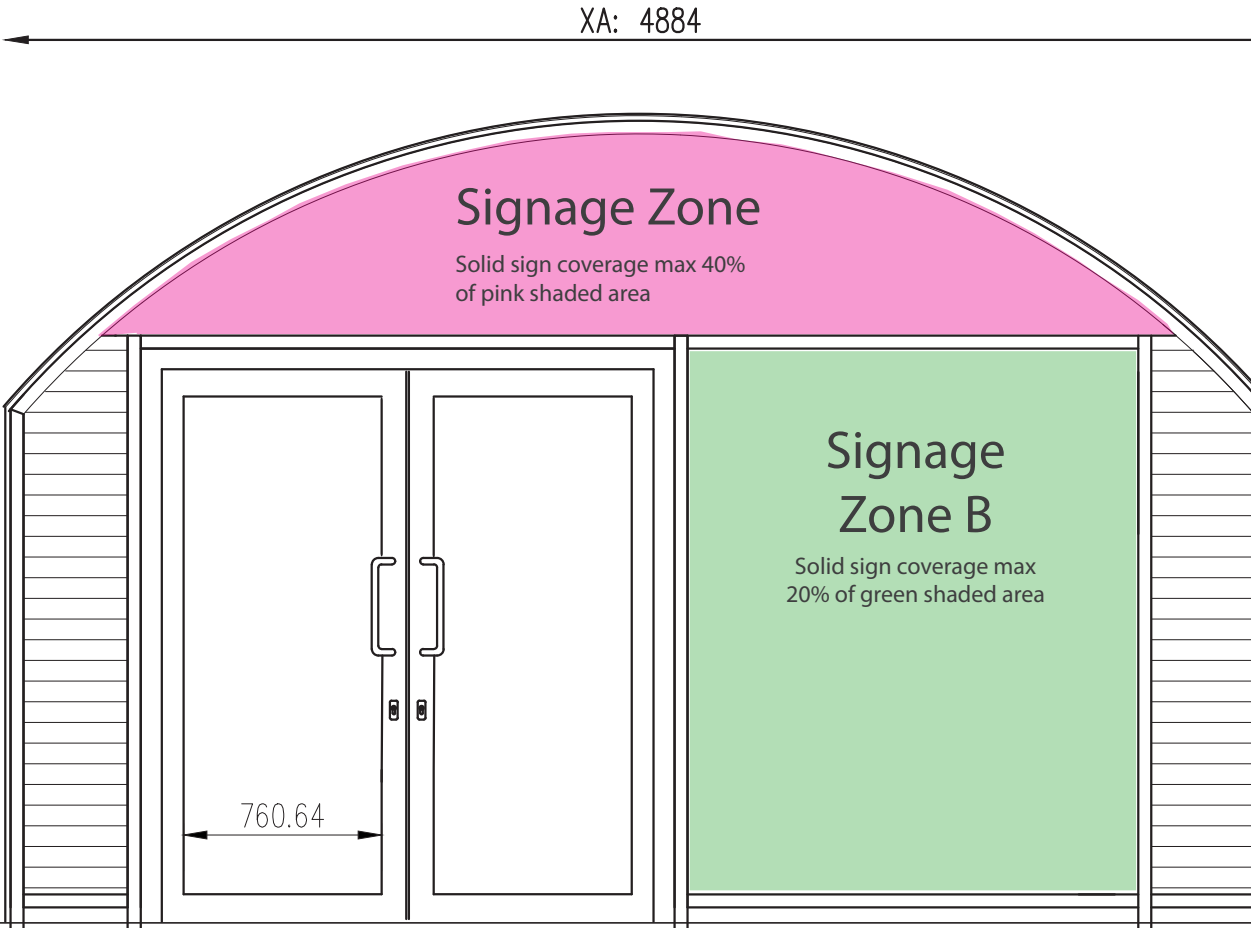 XA: 4884
Signage Zone
Solid sign coverage max 40%
of pink shaded area
Signage
Zone B
Solid sign coverage max
20% of green shaded area
760.64